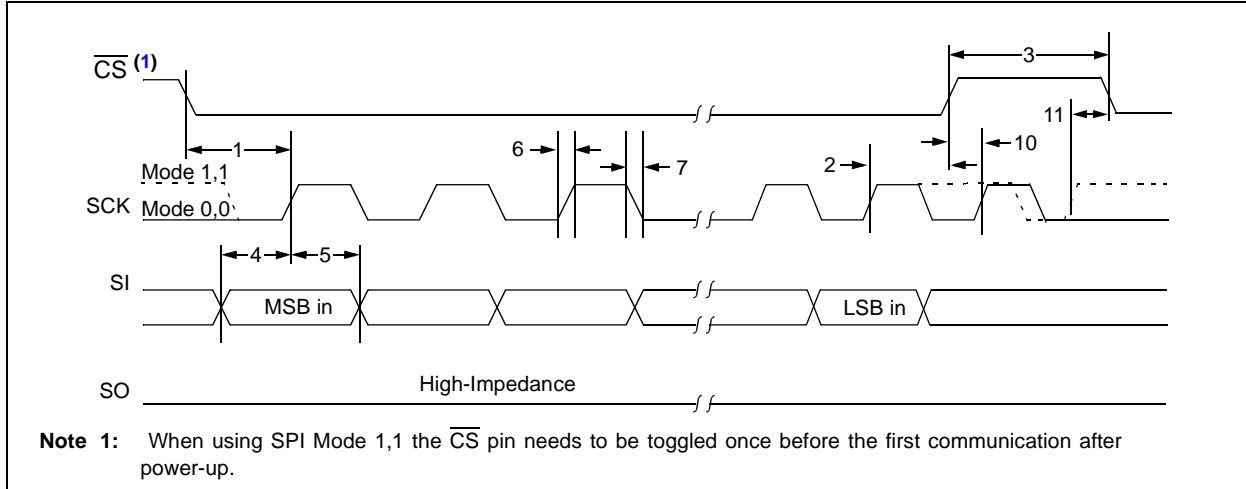 CS (1)
3
11
1
6
7
2
10
Mode 1,1
SCK
Mode 0,0
4
5
SI
MSB in
LSB in
SO
High-Impedance
Note 1: When using SPI Mode 1,1 the CS pin needs to be toggled once before the first communication after
power-up.